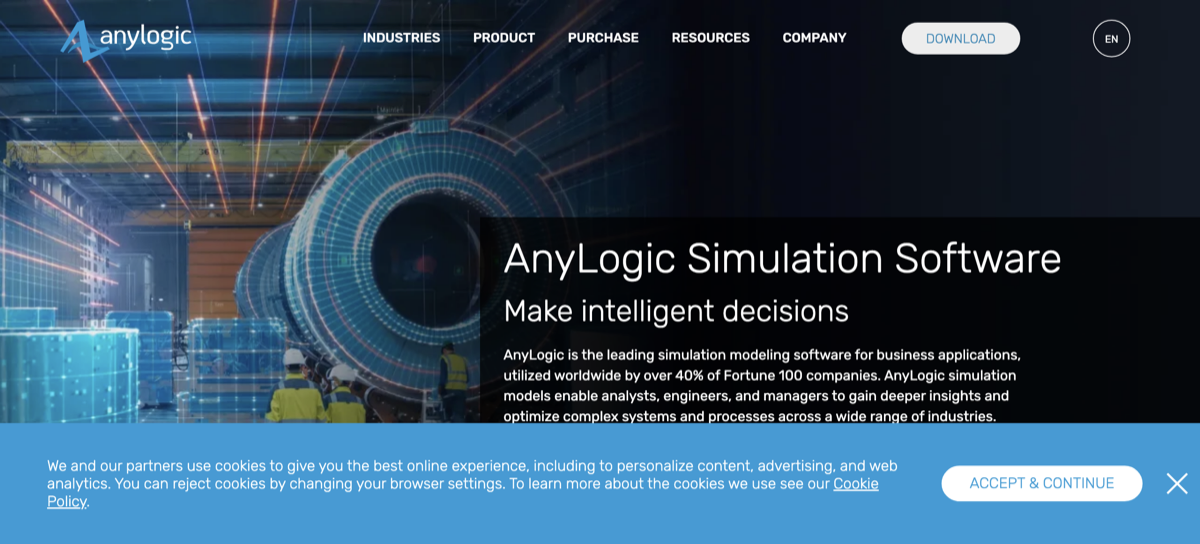 anylogic
INDUSTRIES
PRODUCT
PURCHASE
RESOURCES
COMPANY
DOWNLOAD
EN
AnyLogic Simulation Software
Make intelligent decisions
AnyLogic is the leading simulation modeling software for business applications,
utilized worldwide by over 40% of Fortune 100 companies. AnyLogic simulation
models enable analysts, engineers, and managers to gain deeper insights and
optimize complex systems and processes across a wide range of industries.
We and our partners use cookies to give you the best online experience, including to personalize content, advertising, and web
analytics. You can reject cookies by changing your browser settings. To learn more about the cookies we use see our Cookie
Policy.
ACCEPT & CONTINUE